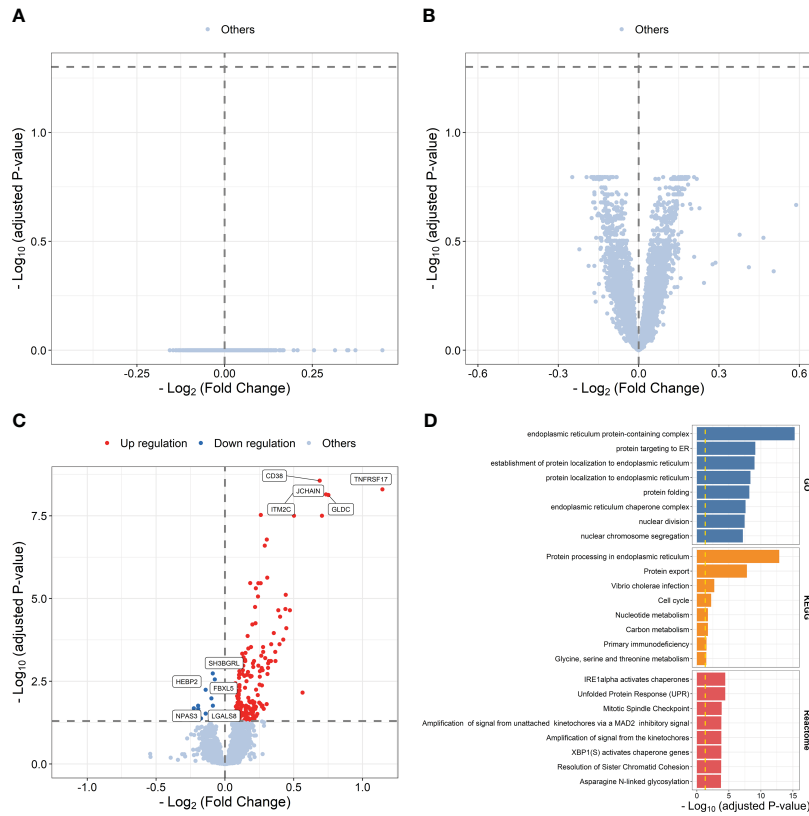 A
Others
- Log10 (adjusted P-value)
1.0
0.5
0.0
-0.25
0.00
0.25
- Log2 (Fold Change)
B
Others
- Log10 (adjusted P-value)
1.0
0.5
0.0
-0.6
-0.3
0.0
0.3
0.6
- Log2 (Fold Change)
C
Up regulation
Down regulation
Others
- Log10 (adjusted P-value)
7.5
5.0
2.5
0.0
CD38
TNFRSF17
JCHAIN
ITM2C
GLDC
SH3BGRL
HEBP2
FBXL5
NPAS3
LGALS8
-1.0
-0.5
0.0
0.5
1.0
- Log2 (Fold Change)
D
endoplasmic reticulum protein-containing complex
protein targeting to ER
establishment of protein localization to endoplasmic reticulum
protein localization to endoplasmic reticulum
protein folding
endoplasmic reticulum chaperone complex
nuclear division
nuclear chromosome segregation
GO
Protein processing in endoplasmic reticulum
Protein export
Vibrio cholerae infection
Cell cycle
Nucleotide metabolism
Carbon metabolism
Primary immunodeficiency
Glycine, serine and threonine metabolism
KEGG
IRE1alpha activates chaperones
Unfolded Protein Response (UPR)
Mitotic Spindle Checkpoint
Amplification of signal from unattached kinetochores via a MAD2 inhibitory signal
Amplification of signal from the kinetochores
XBP1(S) activates chaperone genes
Resolution of Sister Chromatid Cohesion
Asparagine N-linked glycosylation
Reactome
0
5
10
15
- Log10 (adjusted P-value)